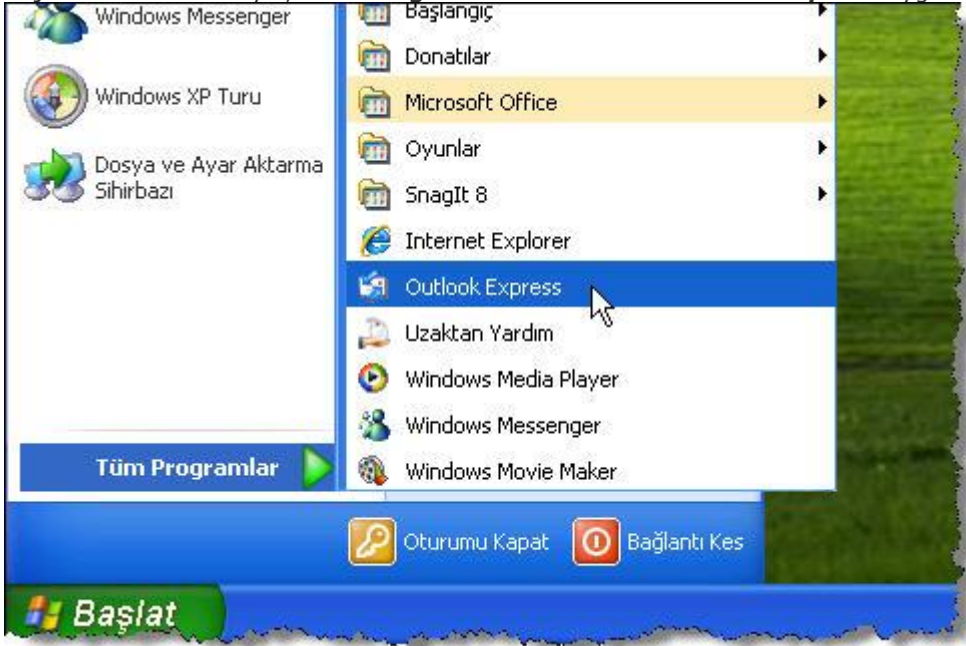 Windows Messenger
Windows XP Turu
Dosya ve Ayar Aktarma
Sihirbazı
Tüm Programlar
Başlangıç
Donatılar
Microsoft Office
Oyunlar
SnagIt 8
Internet Explorer
Outlook Express
Uzaktan Yardım
Windows Media Player
Windows Messenger
Windows Movie Maker
Oturumu Kapat
Bağlantı Kes
Başlat